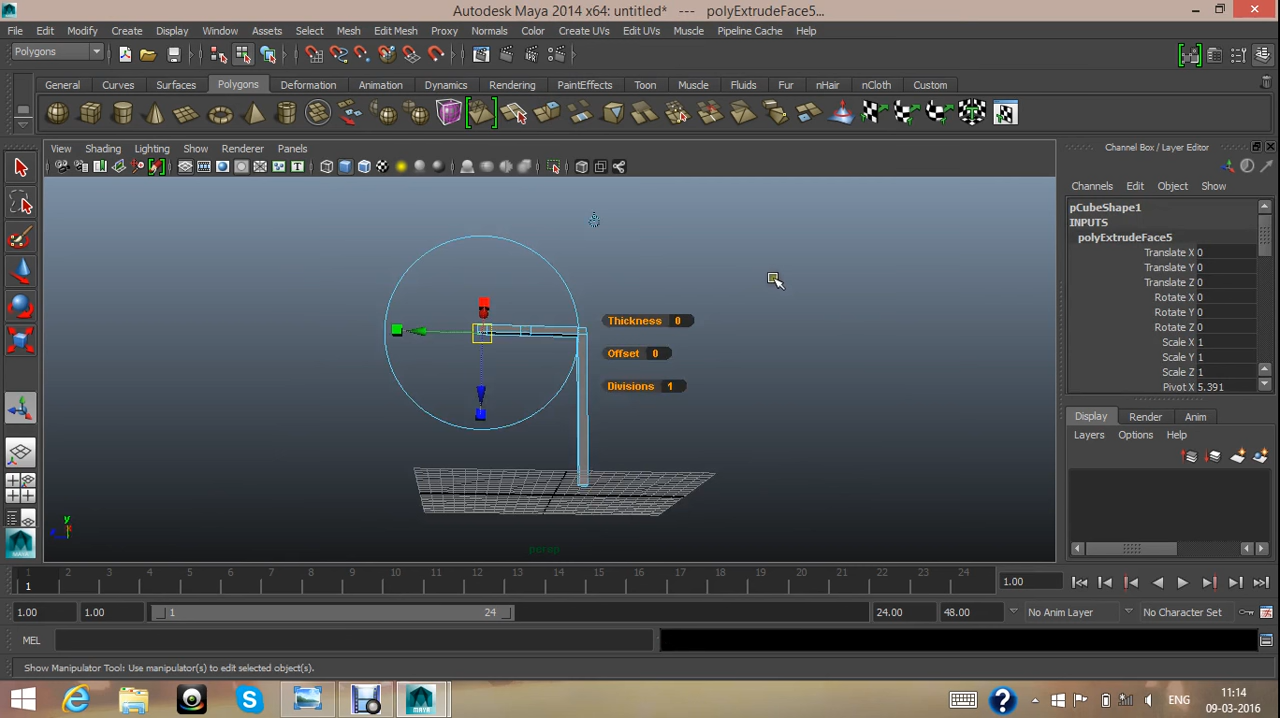 Autodesk Maya 2014 x64: untitled* --- polyExtrudeFace5...
File Edit Modify Create Display Window Assets Select Mesh Edit Mesh Proxy Normals Color Create UVs Edit UVs Muscle Pipeline Cache Help
Polygons
General Curves Surfaces Polygons Deformation Animation Dynamics Rendering PaintEffects Toon Muscle Fluids Fur nHair nCloth Custom
View Shading Lighting Show Renderer Panels
Channel Box / Layer Editor
Channels Edit Object Show
pCubeShape1
INPUTS
polyExtrudeFace5
Translate X 0
Translate Y 0
Translate Z 0
Rotate X 0
Rotate Y 0
Rotate Z 0
Scale X 1
Scale Y 1
Scale Z 1
Pivot X 5.391
Thickness 0
Offset 0
Divisions 1
Display Render Anim
Layers Options Help
y
persp
1 2 3 4 5 6 7 8 9 10 11 12 13 14 15 16 17 18 19 20 21 22 23 24
1
1.00
1.00 1.00 1 24 24.00 48.00 No Anim Layer No Character Set
MEL
Show Manipulator Tool: Use manipulator(s) to edit selected object(s).
MAYA
ENG
11:14
09-03-2016